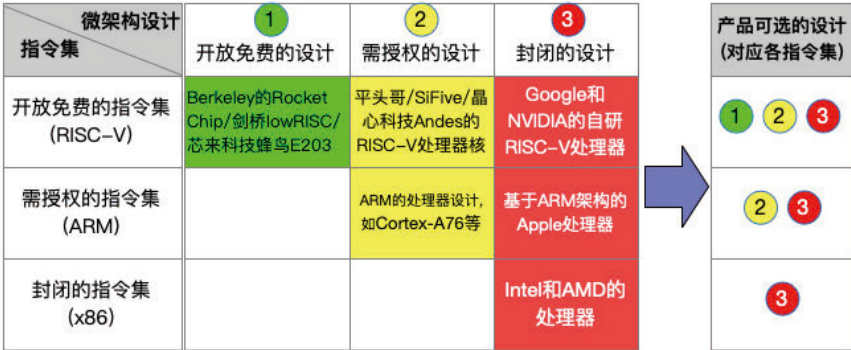 微架构设计
指令集
1
开放免费的设计
2
需授权的设计
3
封闭的设计
产品可选的设计
(对应各指令集)
开放免费的指令集
(RISC-V)
Berkeley的Rocket
Chip/剑桥lowRISC/
芯来科技蜂鸟E203
平头哥/SiFive/晶
心科技Andes的
RISC-V处理器核
Google和
NVIDIA的自研
RISC-V处理器
1 2 3
需授权的指令集
(ARM)
ARM的处理器设计,
如Cortex-A76等
基于ARM架构的
Apple处理器
2 3
封闭的指令集
(x86)
Intel和AMD的
处理器
3